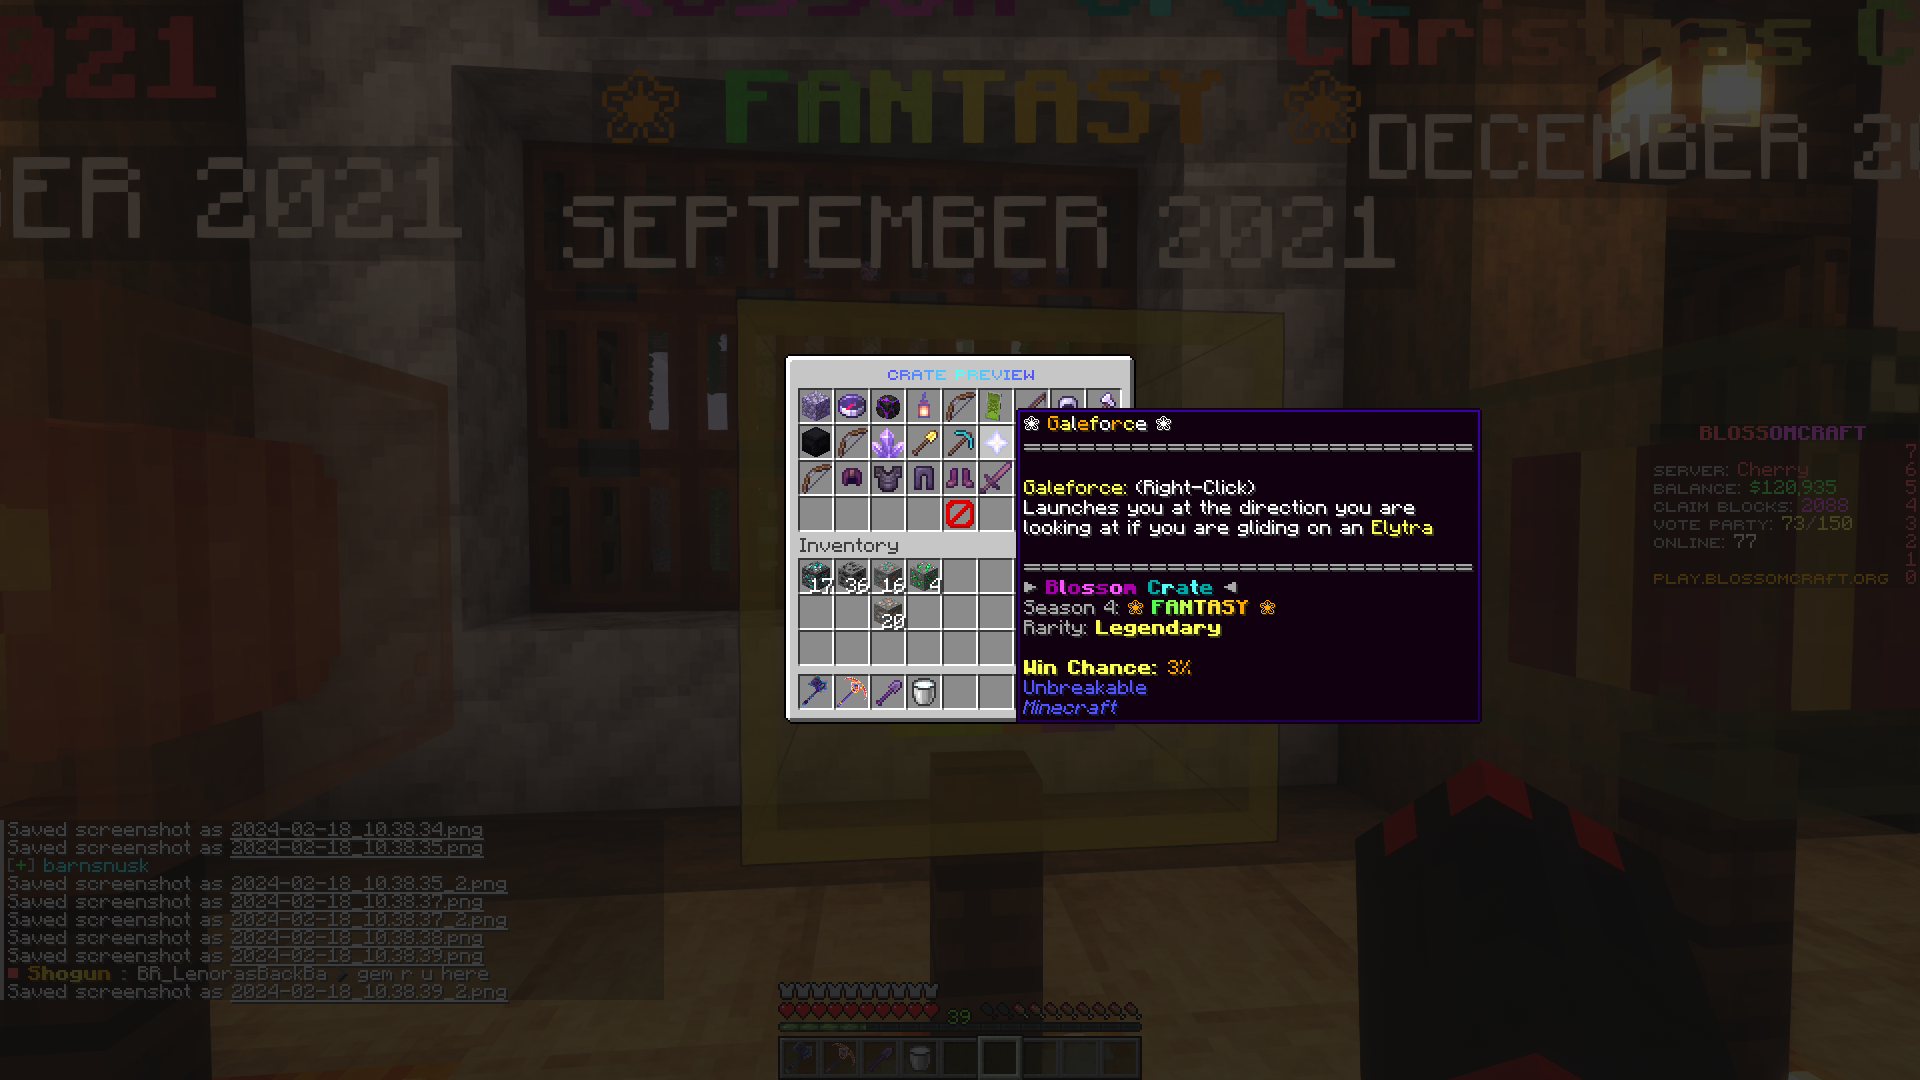 Blossom Crate
Christmas C
921
❀ FANTASY ❀
DECEMBER 20
BER 2021
SEPTEMBER 2021
CRATE PREVIEW
❀ Galeforce ❀
Galeforce: (Right-Click)
Launches you at the direction you are
looking at if you are gliding on an Elytra
► Blossom Crate ◄
Season 4: ❀ FANTASY ❀
Rarity: Legendary
Win Chance: 3%
Unbreakable
Minecraft
Inventory
17 36 16 4
20
BLOSSOMCRAFT
7
SERVER: Cherry 6
BALANCE: $120,935 5
CLAIM BLOCKS: 2088 4
VOTE PARTY: 73/150 3
ONLINE: 77 2
1
PLAY.BLOSSOMCRAFT.ORG 0
Saved screenshot as 2024-02-18_10.38.34.png
Saved screenshot as 2024-02-18_10.38.35.png
[+] barnsnusk
Saved screenshot as 2024-02-18_10.38.35_2.png
Saved screenshot as 2024-02-18_10.38.37.png
Saved screenshot as 2024-02-18_10.38.37_2.png
Saved screenshot as 2024-02-18_10.38.38.png
Saved screenshot as 2024-02-18_10.38.39.png
Shogun : BR_LenorasBackBa gem r u here
Saved screenshot as 2024-02-18_10.38.39_2.png
39